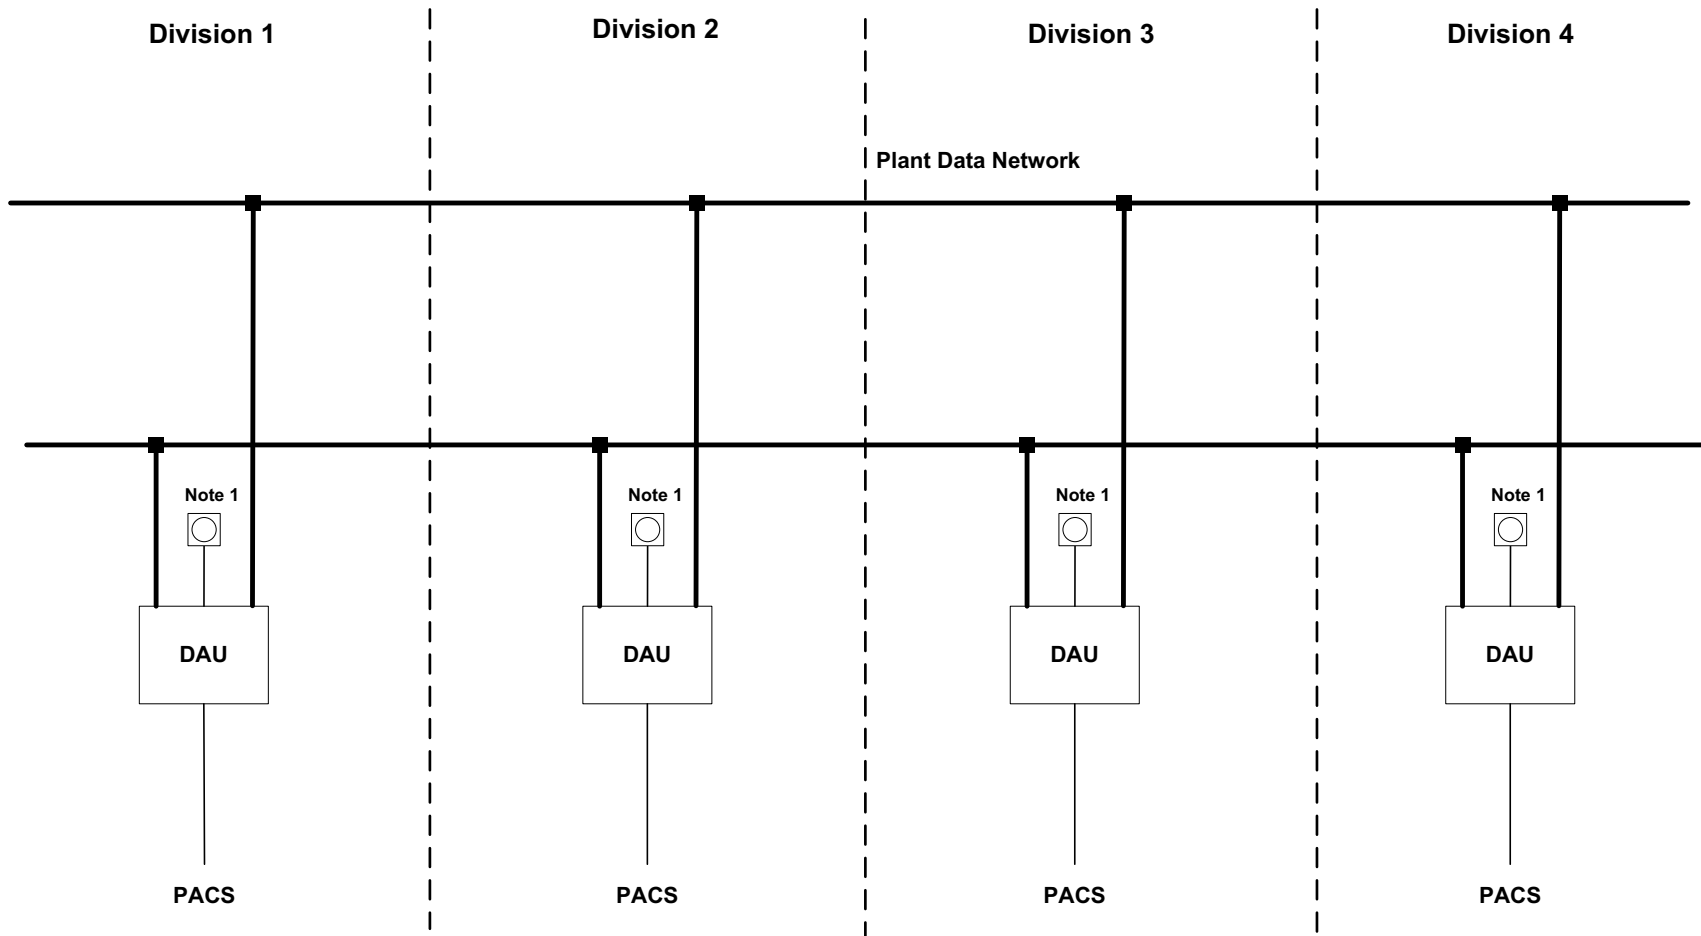 Division 1
Division 2
Division 3
Division 4
Plant Data Network
Note 1
Note 1
Note 1
Note 1
DAU
DAU
DAU
DAU
PACS
PACS
PACS
PACS